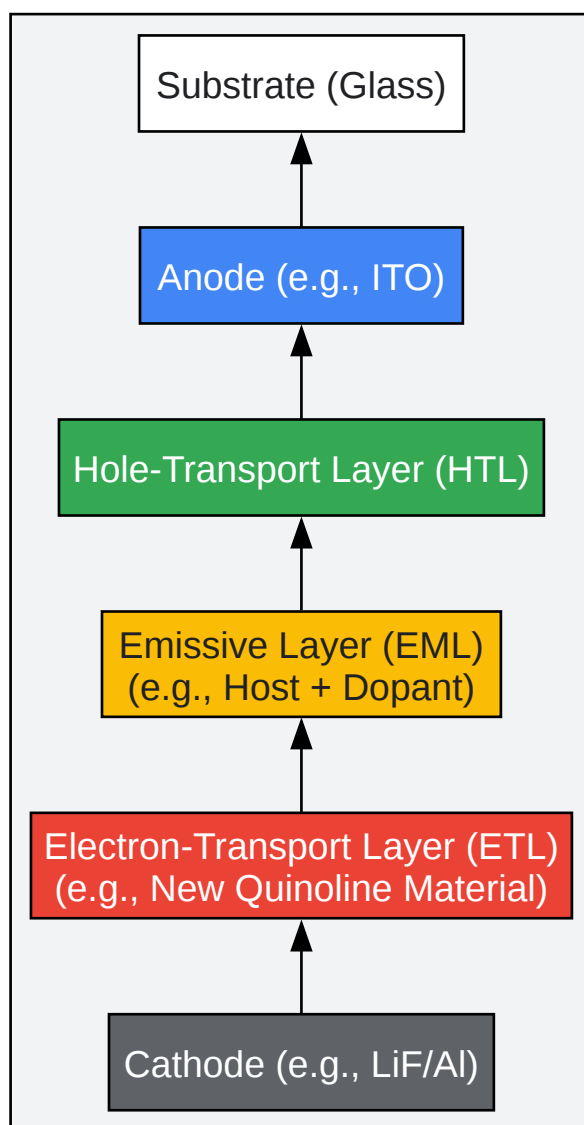 Substrate (Glass)
Anode (e.g., ITO)
Hole-Transport Layer (HTL)
Emissive Layer (EML)
(e.g., Host + Dopant)
Electron-Transport Layer (ETL)
(e.g., New Quinoline Material)
Cathode (e.g., LiF/Al)